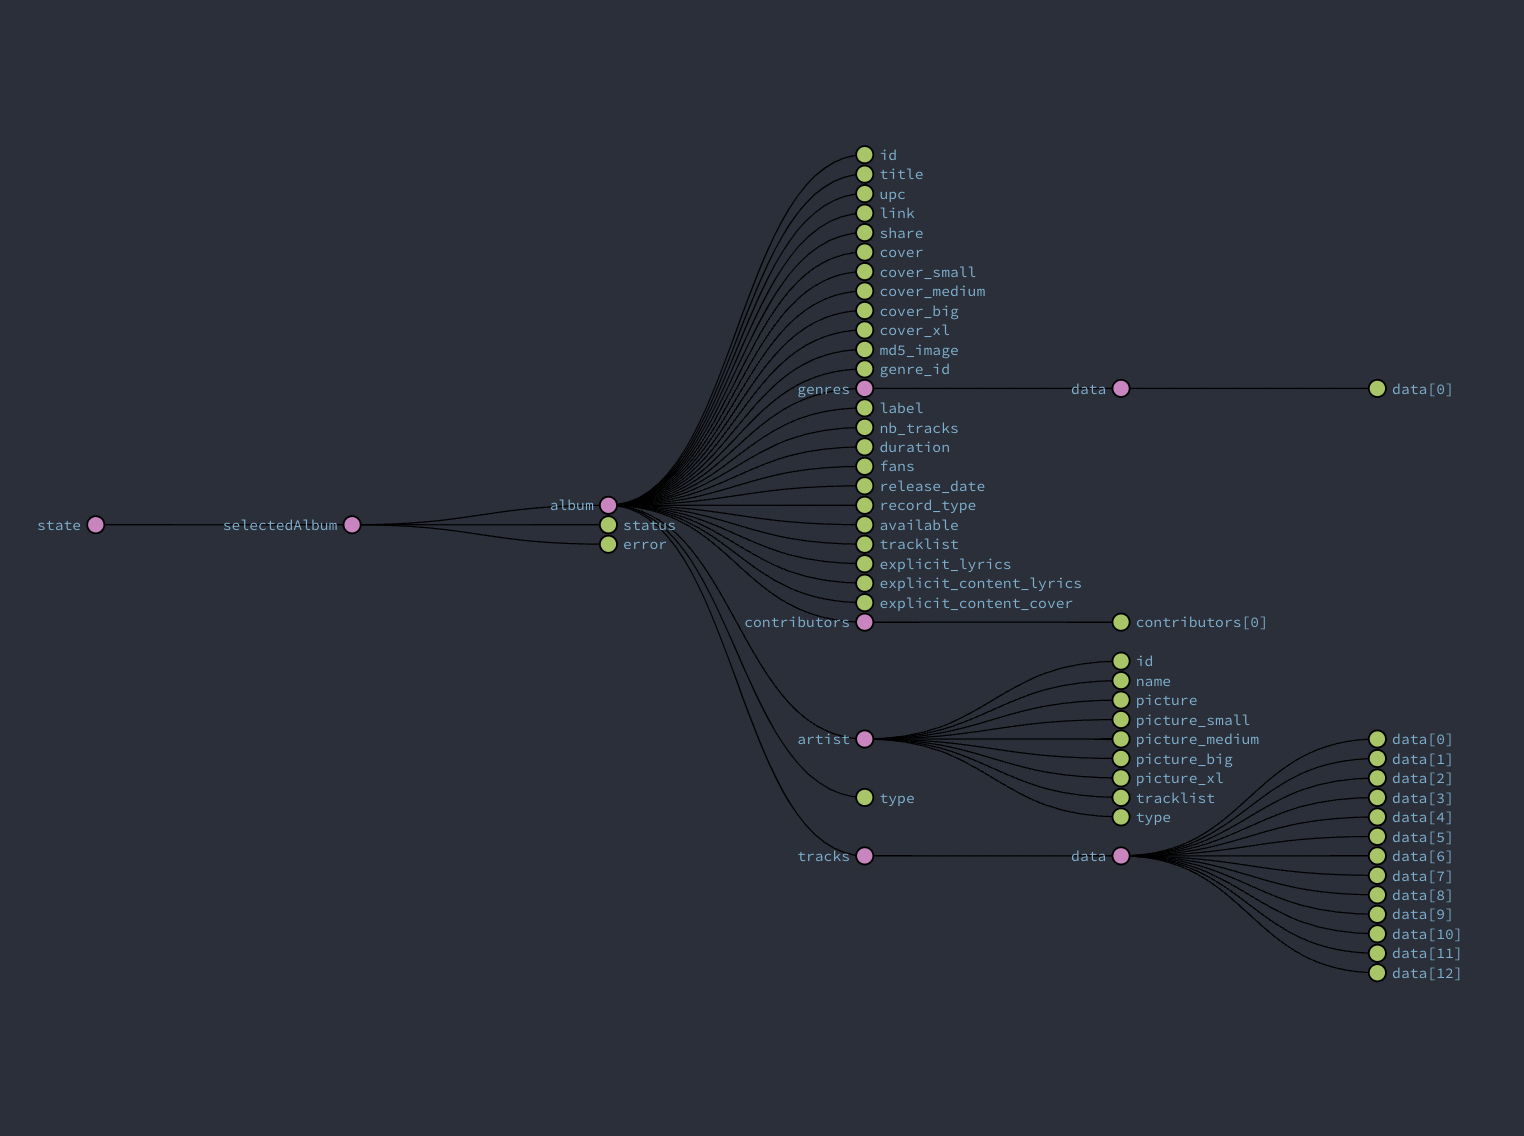 state
selectedAlbum
album
status
error
id
title
upc
link
share
cover
cover_small
cover_medium
cover_big
cover_xl
md5_image
genre_id
genres
data
data[0]
label
nb_tracks
duration
fans
release_date
record_type
available
tracklist
explicit_lyrics
explicit_content_lyrics
explicit_content_cover
contributors
contributors[0]
artist
id
name
picture
picture_small
picture_medium
picture_big
picture_xl
tracklist
type
type
tracks
data
data[0]
data[1]
data[2]
data[3]
data[4]
data[5]
data[6]
data[7]
data[8]
data[9]
data[10]
data[11]
data[12]